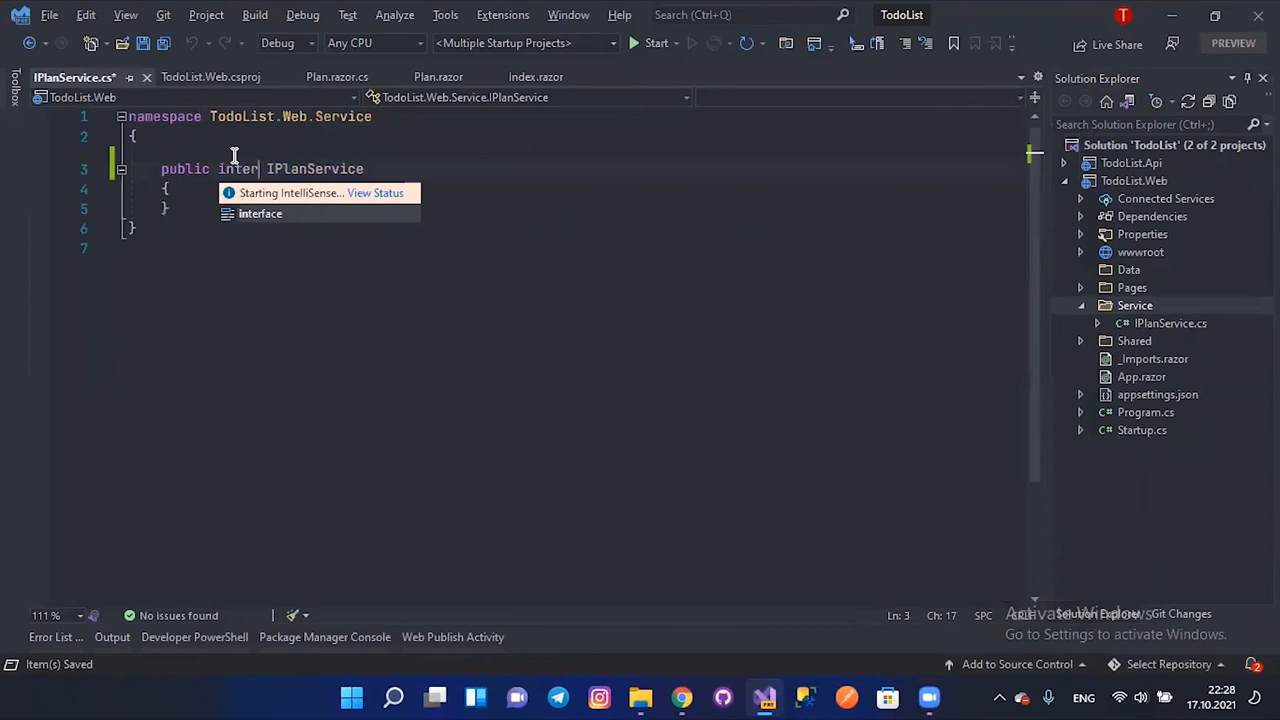 File Edit View Git Project Build Debug Test Analyze Tools Extensions Window Help Search (Ctrl+Q) TodoList T
Debug Any CPU <Multiple Startup Projects> Start Live Share PREVIEW
Toolbox
IPlanService.cs* TodoList.Web.csproj Plan.razor.cs Plan.razor Index.razor
TodoList.Web TodoList.Web.Service.IPlanService
1 namespace TodoList.Web.Service
2 {
3 public inter IPlanService
4 {
5 }
6 }
7
Starting IntelliSense... View Status
interface
Solution Explorer
Search Solution Explorer (Ctrl+;)
Solution 'TodoList' (2 of 2 projects)
TodoList.Api
TodoList.Web
Connected Services
Dependencies
Properties
wwwroot
Data
Pages
Service
C# IPlanService.cs
Shared
_Imports.razor
App.razor
appsettings.json
C# Program.cs
C# Startup.cs
111 % No issues found Ln: 3 Ch: 17 SPC CRLF
Solution Explorer Git Changes
Activate Windows
Go to Settings to activate Windows.
Error List ... Output Developer PowerShell Package Manager Console Web Publish Activity
Item(s) Saved Add to Source Control Select Repository 2
ENG 22:28
17.10.2021